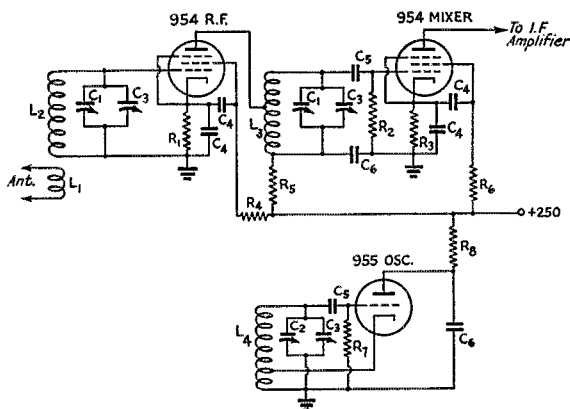 954 R.F.
954 MIXER
To I.F.
Amplifier
C5
C4
L2
C1
C3
R1
C4
L3
C1
C3
R2
R3
C4
C4
C6
Ant.
L1
R5
R4
R6
+250
R8
955 OSC.
C5
L4
C2
C3
R7
C6